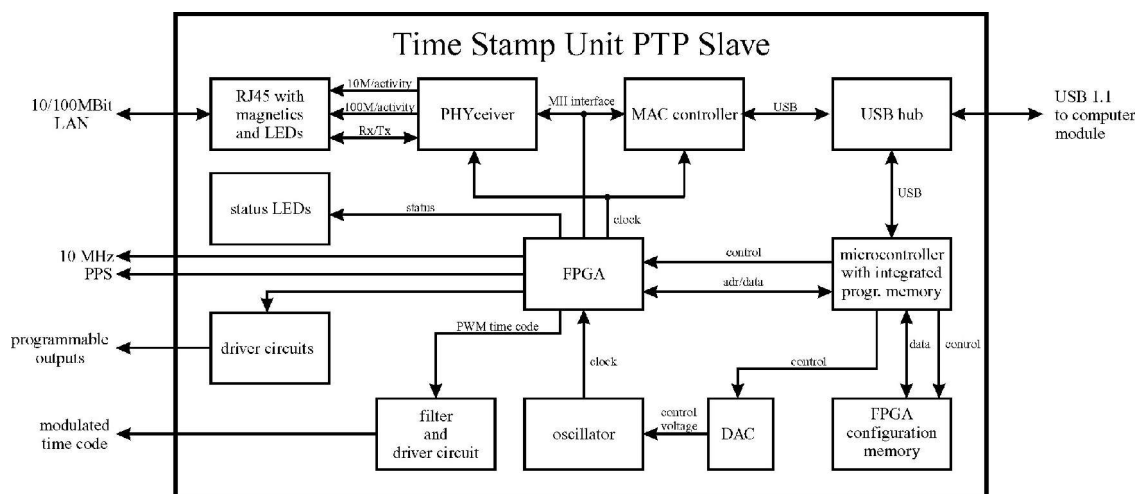 Time Stamp Unit PTP Slave
10/100MBit
LAN
RJ45 with
magnetics
and LEDs
10M/activity
100M/activity
Rx/Tx
PHYceiver
MII interface
MAC controller
USB
USB hub
USB 1.1
to computer
module
status LEDs
status
clock
USB
10 MHz
PPS
FPGA
control
adr/data
microcontroller
with integrated
progr. memory
programmable
outputs
driver circuits
PWM time code
clock
control
data
control
modulated
time code
filter
and
driver circuit
oscillator
control
voltage
DAC
FPGA
configuration
memory